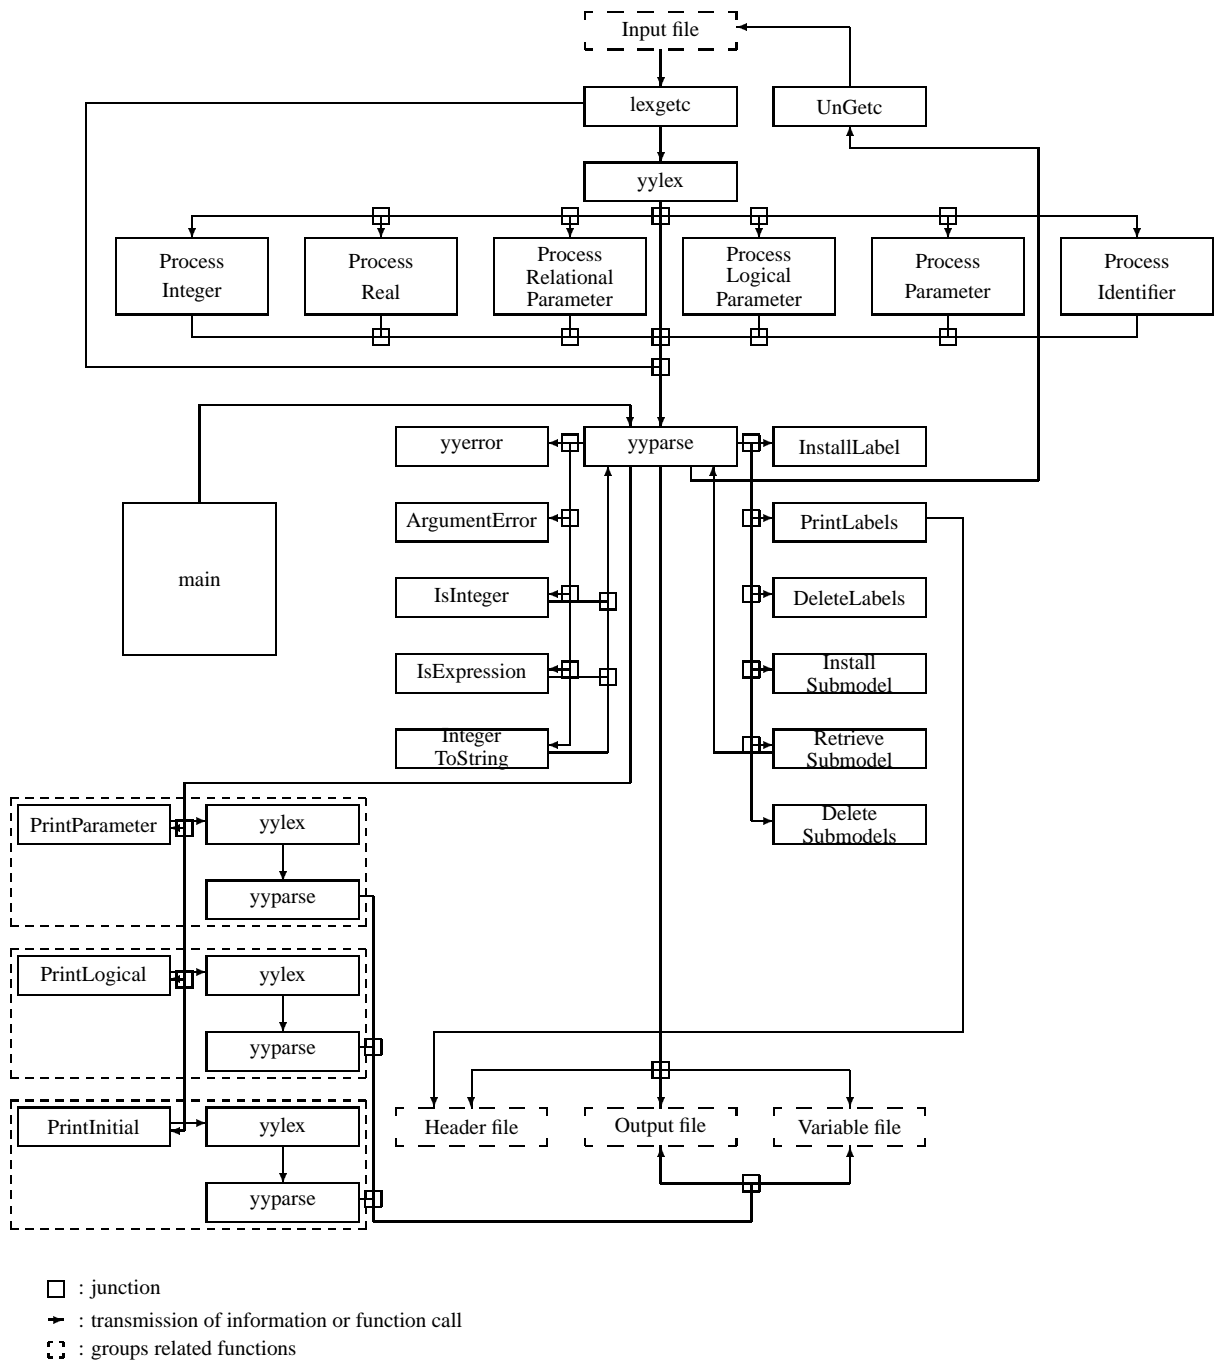 Input file
lexgetc
UnGetc
yylex
Process
Integer
Process
Real
Process
Relational
Parameter
Process
Logical
Parameter
Process
Parameter
Process
Identifier
yyerror
yyparse
InstallLabel
ArgumentError
PrintLabels
main
IsInteger
DeleteLabels
IsExpression
Install
Submodel
Integer
ToString
Retrieve
Submodel
PrintParameter
yylex
Delete
Submodels
yyparse
PrintLogical
yylex
yyparse
PrintInitial
yylex
Header file
Output file
Variable file
yyparse
: junction
: transmission of information or function call
: groups related functions